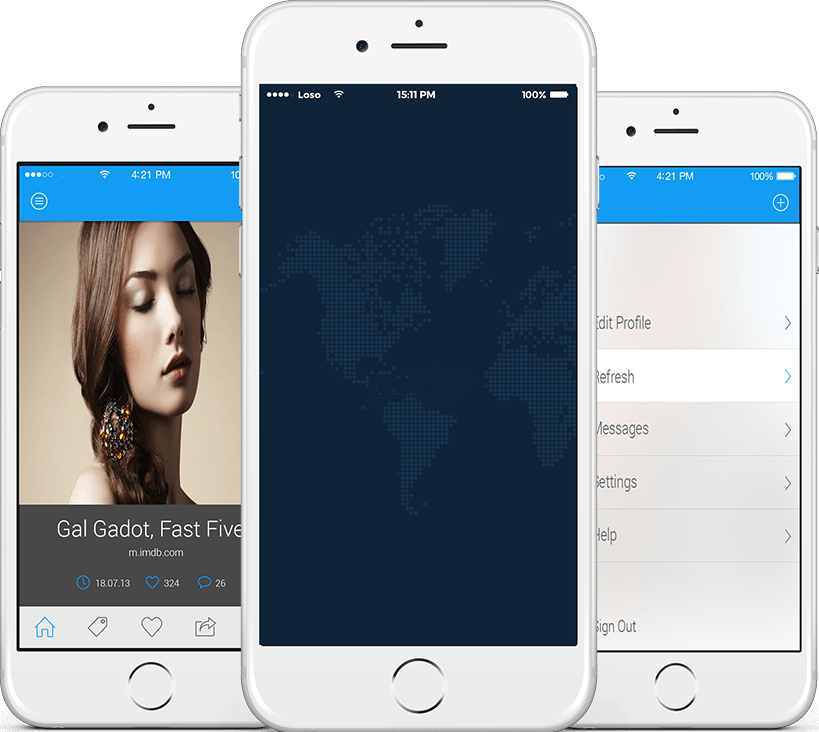 4:21 PM
10
Gal Gadot, Fast Five
m.imdb.com
18.07.13 324 26
Loso 15:11 PM 100%
4:21 PM 100%
Edit Profile
Refresh
Messages
Settings
Help
Sign Out